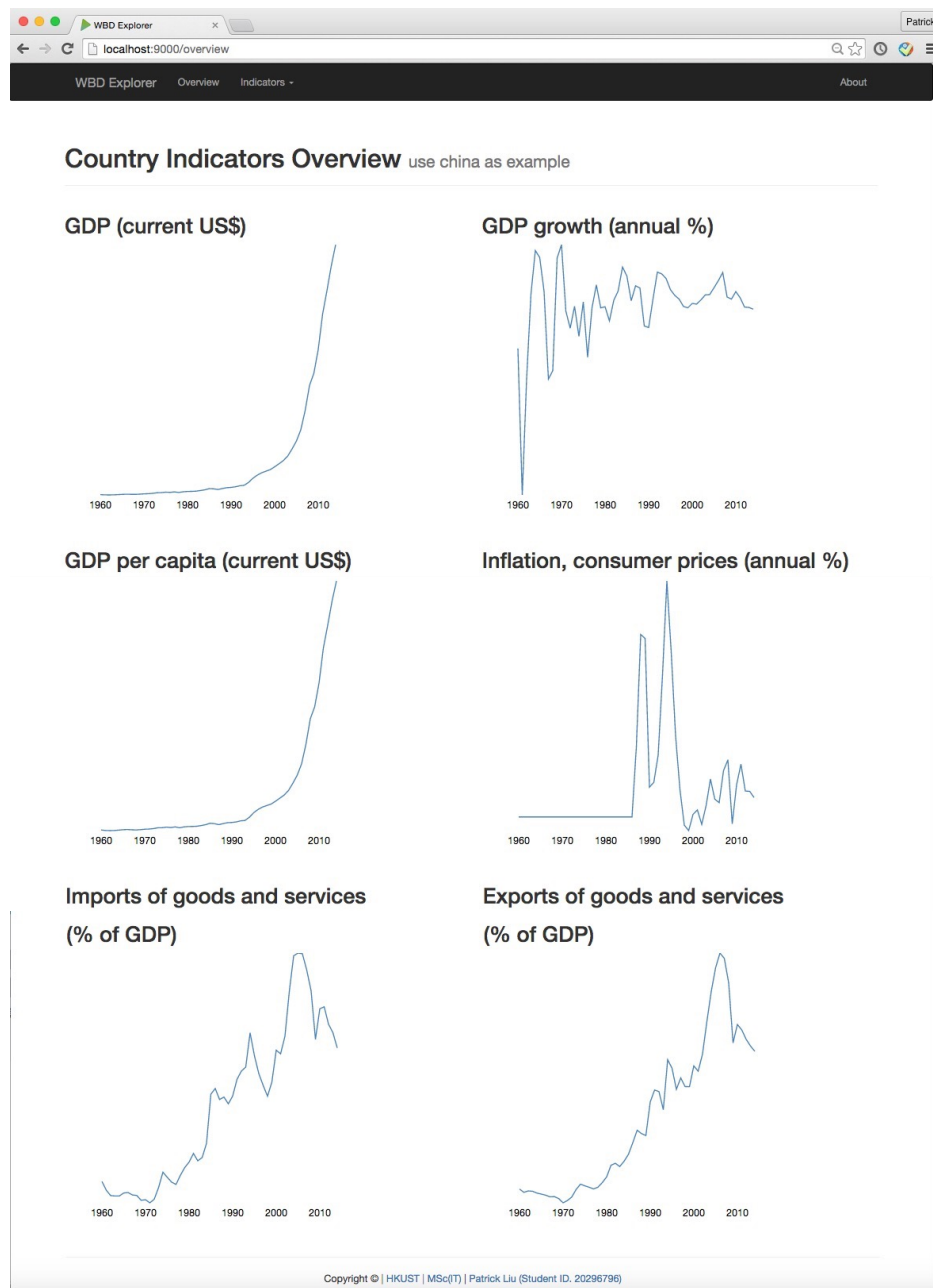 WBD Explorer
Patrick
localhost:9000/overview
WBD Explorer Overview Indicators About
Country Indicators Overview use china as example
GDP (current US$)
1960 1970 1980 1990 2000 2010
GDP growth (annual %)
1960 1970 1980 1990 2000 2010
GDP per capita (current US$)
1960 1970 1980 1990 2000 2010
Inflation, consumer prices (annual %)
1960 1970 1980 1990 2000 2010
Imports of goods and services
(% of GDP)
1960 1970 1980 1990 2000 2010
Exports of goods and services
(% of GDP)
1960 1970 1980 1990 2000 2010
Copyright © | HKUST | MSc(IT) | Patrick Liu (Student ID. 20296796)